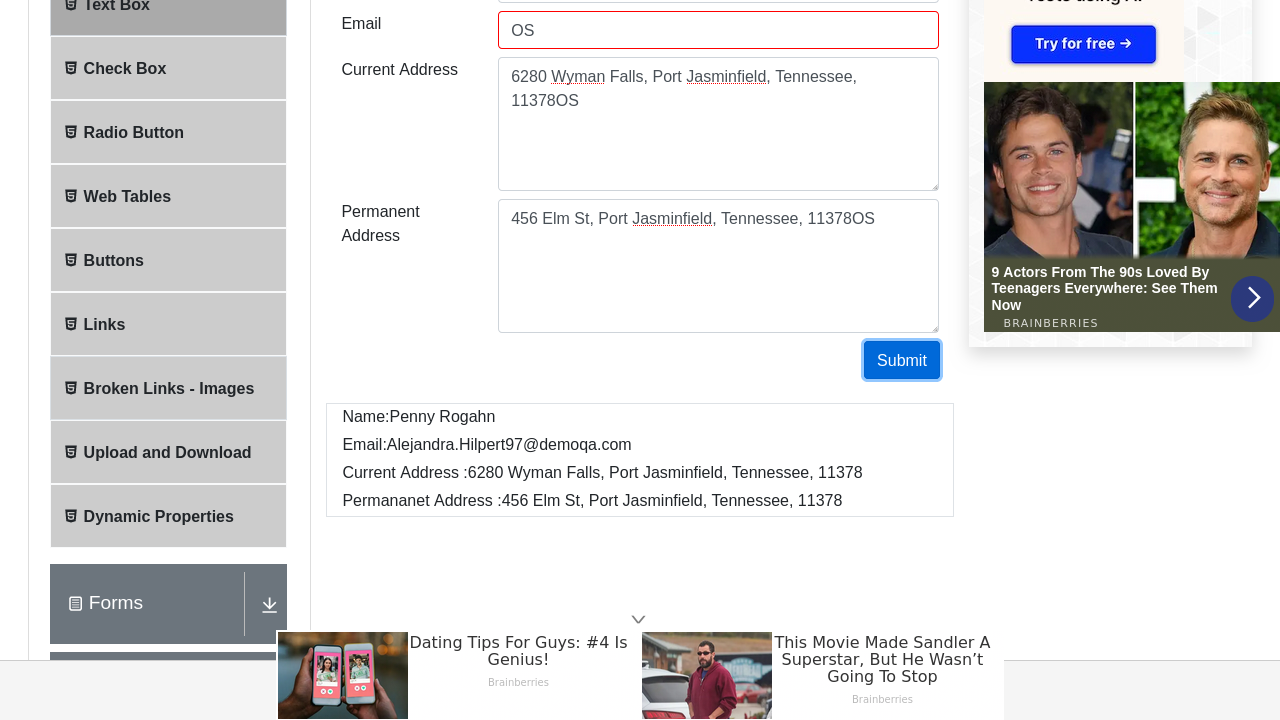 Text Box
Check Box
Radio Button
Web Tables
Buttons
Links
Broken Links - Images
Upload and Download
Dynamic Properties
Forms
Email
OS
Current Address
6280 Wyman Falls, Port Jasminfield, Tennessee,
11378OS
Permanent
Address
456 Elm St, Port Jasminfield, Tennessee, 11378OS
Submit
Name:Penny Rogahn
Email:Alejandra.Hilpert97@demoqa.com
Current Address :6280 Wyman Falls, Port Jasminfield, Tennessee, 11378
Permananet Address :456 Elm St, Port Jasminfield, Tennessee, 11378
Try for free →
9 Actors From The 90s Loved By
Teenagers Everywhere: See Them
Now
BRAINBERRIES
Dating Tips For Guys: #4 Is
Genius!
Brainberries
This Movie Made Sandler A
Superstar, But He Wasn’t
Going To Stop
Brainberries